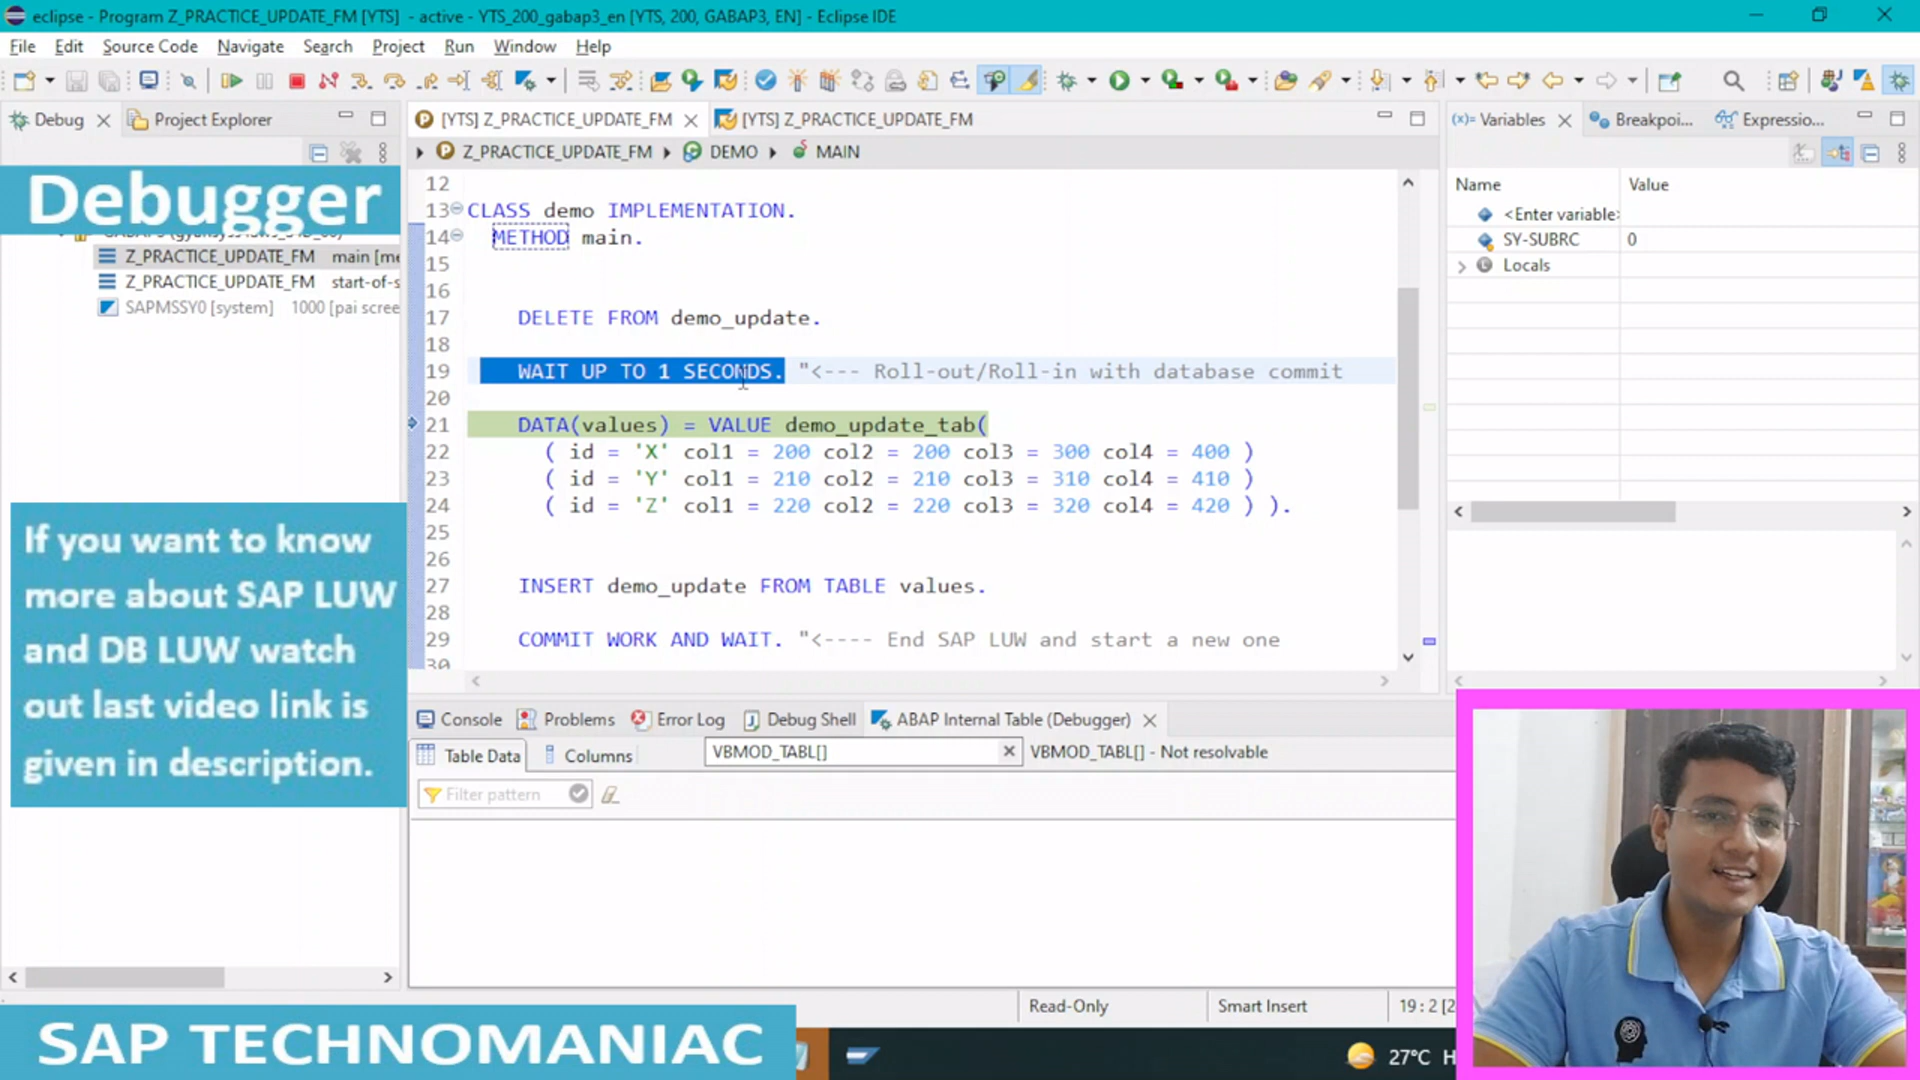 eclipse - Program Z_PRACTICE_UPDATE_FM [YTS] - active - YTS_200_gabap3_en [YTS, 200, GABAP3, EN] - Eclipse IDE
File Edit Source Code Navigate Search Project Run Window Help
Debug Project Explorer
[YTS] Z_PRACTICE_UPDATE_FM [YTS] Z_PRACTICE_UPDATE_FM
(x)= Variables Breakpoi... Expressio...
Z_PRACTICE_UPDATE_FM DEMO MAIN
Debugger
Z_PRACTICE_UPDATE_FM main [me
Z_PRACTICE_UPDATE_FM start-of-s
SAPMSSY0 [system] 1000 [pai scree
12
13 CLASS demo IMPLEMENTATION.
14 METHOD main.
15
16
17 DELETE FROM demo_update.
18
19 WAIT UP TO 1 SECONDS. "<--- Roll-out/Roll-in with database commit
20
21 DATA(values) = VALUE demo_update_tab(
22 ( id = 'X' col1 = 200 col2 = 200 col3 = 300 col4 = 400 )
23 ( id = 'Y' col1 = 210 col2 = 210 col3 = 310 col4 = 410 )
24 ( id = 'Z' col1 = 220 col2 = 220 col3 = 320 col4 = 420 ) ).
25
26
27 INSERT demo_update FROM TABLE values.
28
29 COMMIT WORK AND WAIT. "<---- End SAP LUW and start a new one
30
Name Value
<Enter variable>
SY-SUBRC 0
Locals
If you want to know
more about SAP LUW
and DB LUW watch
out last video link is
given in description.
Console Problems Error Log Debug Shell ABAP Internal Table (Debugger)
Table Data Columns VBMOD_TABL[] VBMOD_TABL[] - Not resolvable
Filter pattern
Read-Only Smart Insert 19 : 2 [2
SAP TECHNOMANIAC
27°C H